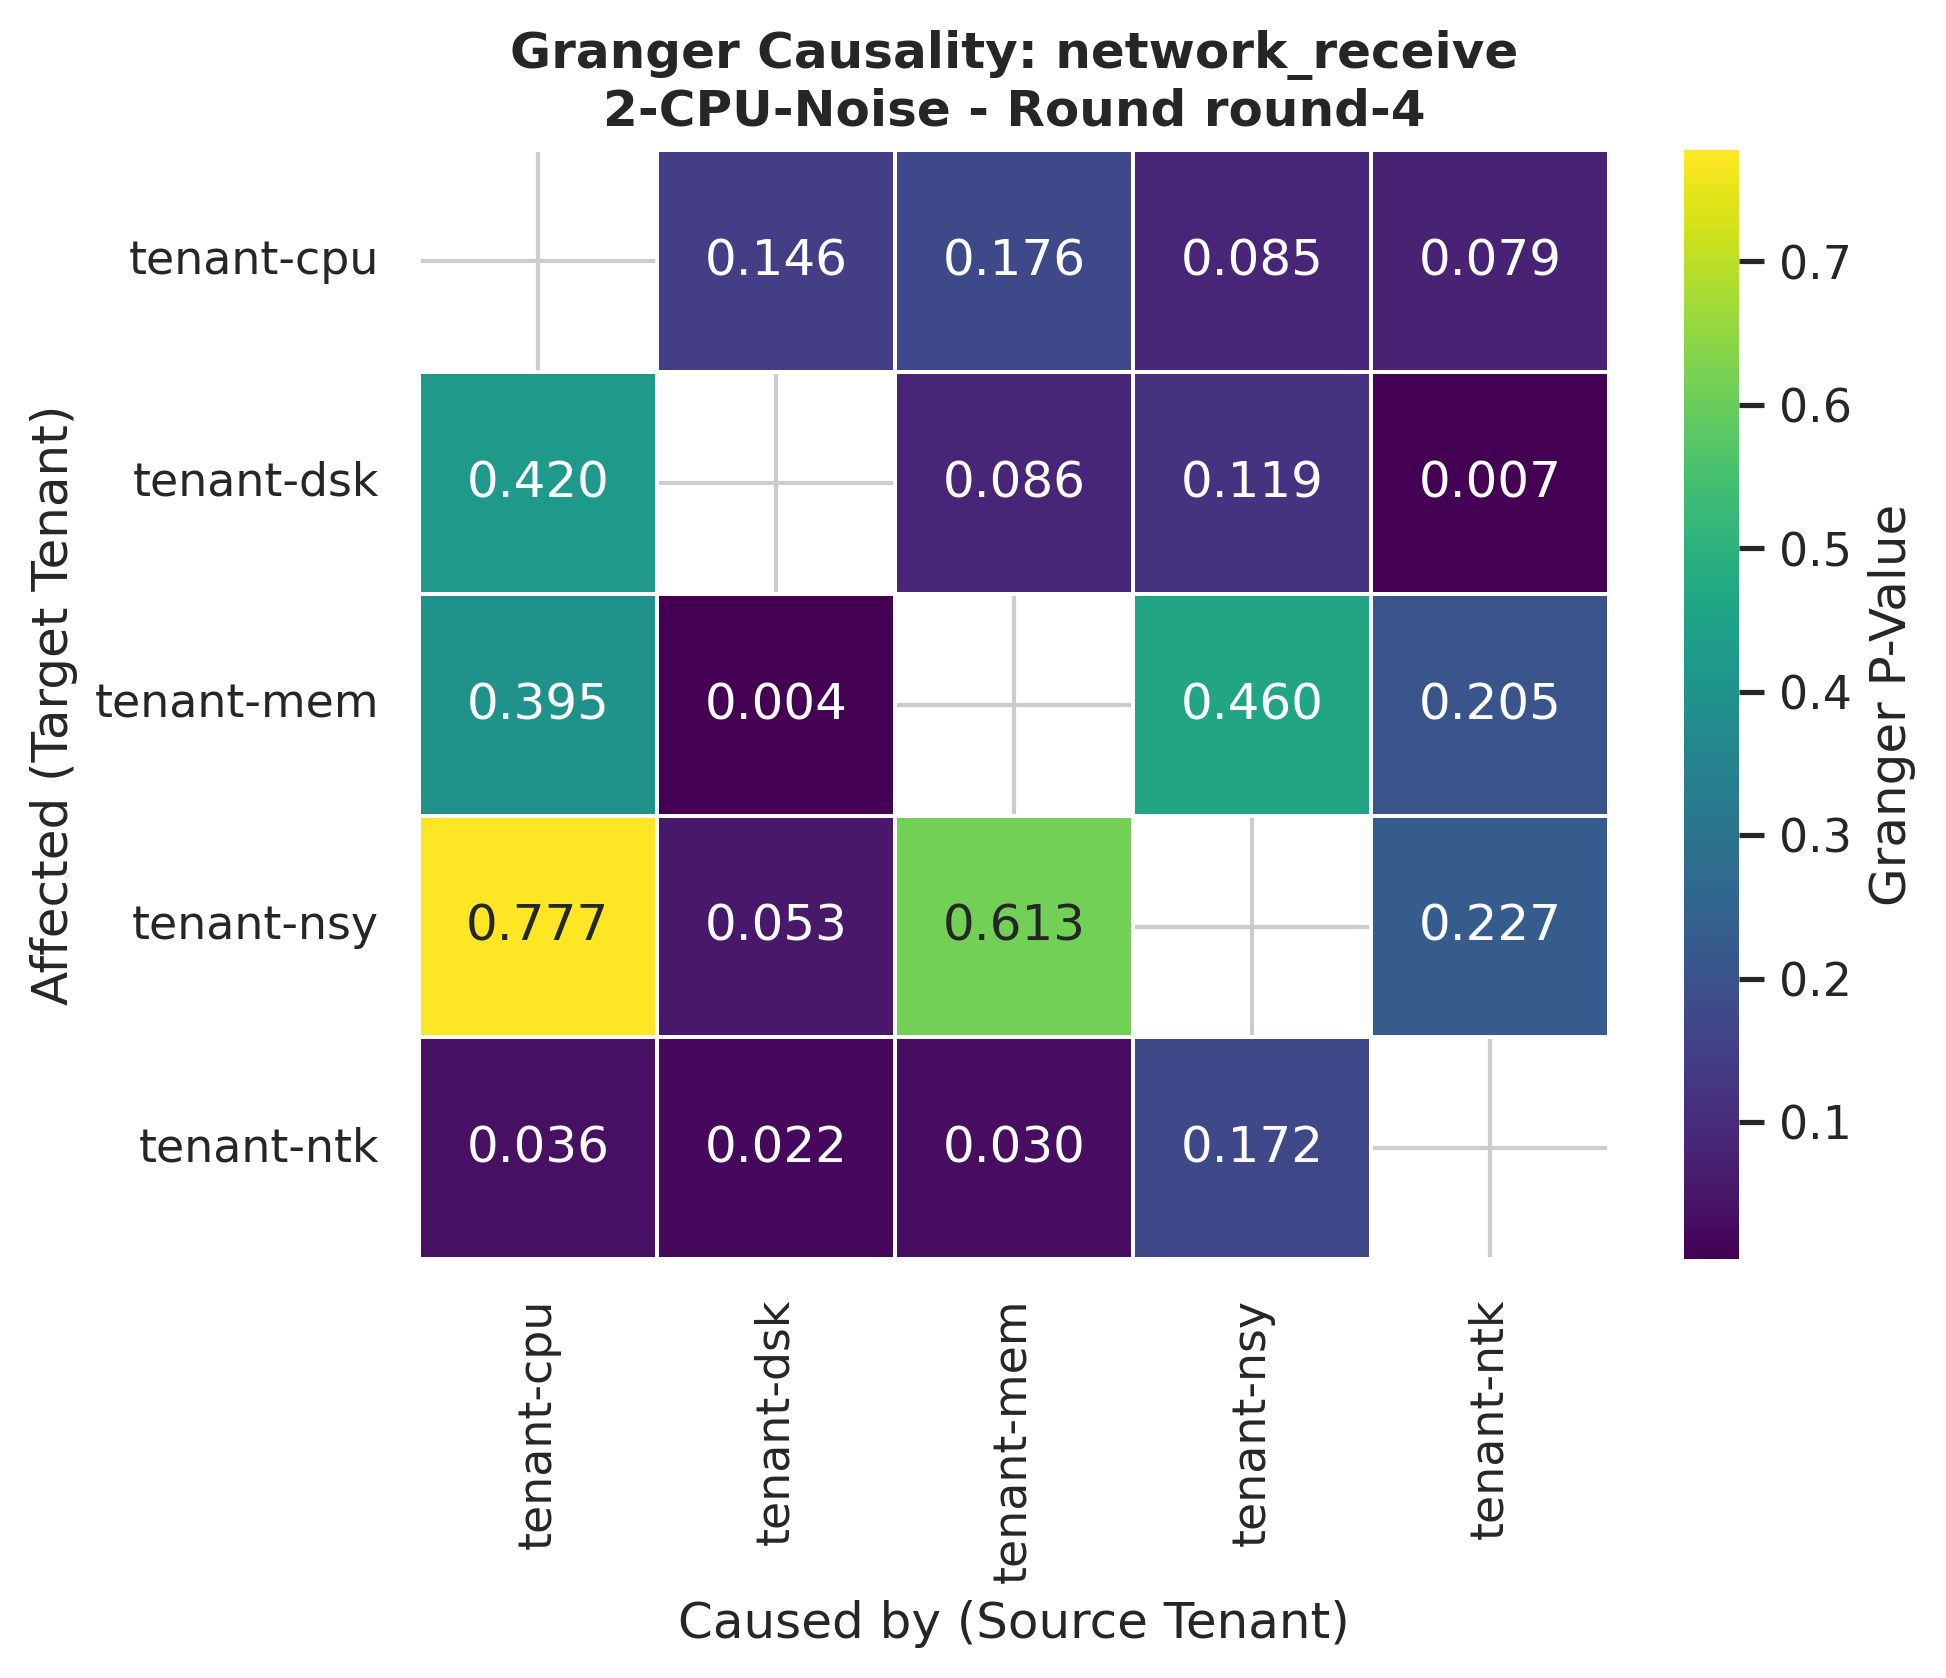 Granger Causality: network_receive
2-CPU-Noise - Round round-4
Affected (Target Tenant)
tenant-cpu 0.146 0.176 0.085 0.079
tenant-dsk 0.420 0.086 0.119 0.007
tenant-mem 0.395 0.004 0.460 0.205
tenant-nsy 0.777 0.053 0.613 0.227
tenant-ntk 0.036 0.022 0.030 0.172
tenant-cpu
tenant-dsk
tenant-mem
tenant-nsy
tenant-ntk
Caused by (Source Tenant)
0.7
0.6
0.5
0.4
0.3
0.2
0.1
Granger P-Value